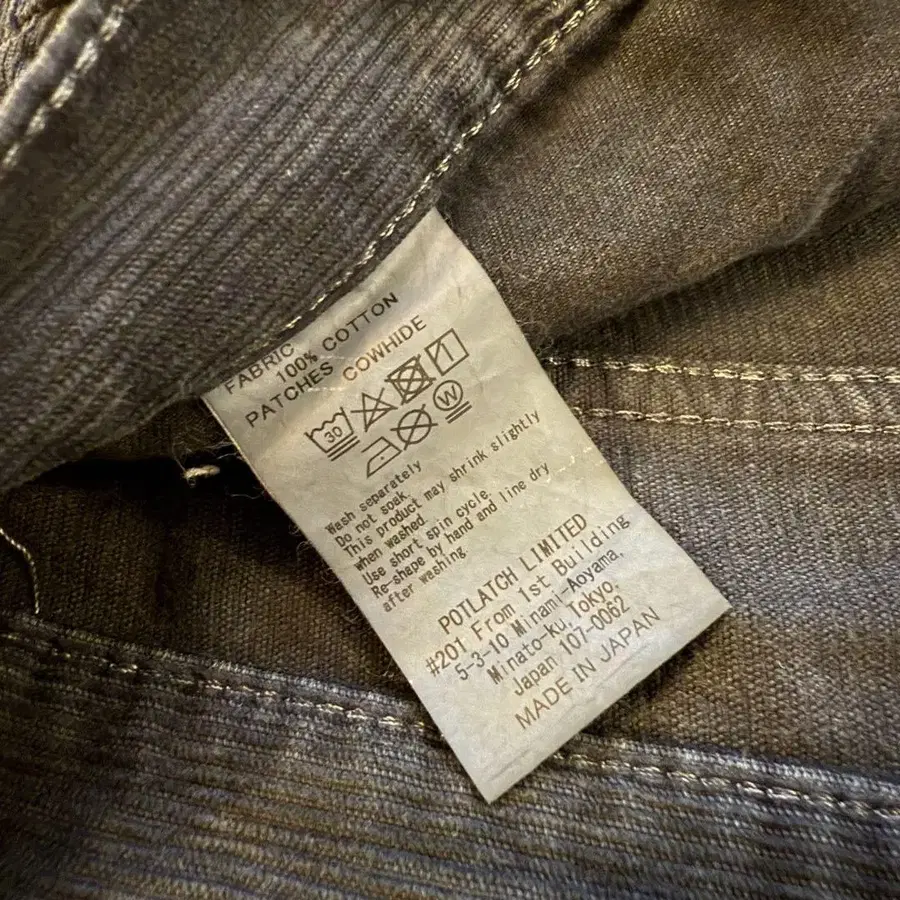 FABRIC
100% COTTON
PATCHES COWHIDE
30
W
Wash separately
Do not soak.
This product may shrink slightly
when washed.
Use short spin cycle.
Re-shape by hand and line dry
after washing
POTLATCH LIMITED
#201 From 1st Building
5-3-10 Minami-Aoyama,
Minato-ku, Tokyo.
Japan 107-0062
MADE IN JAPAN